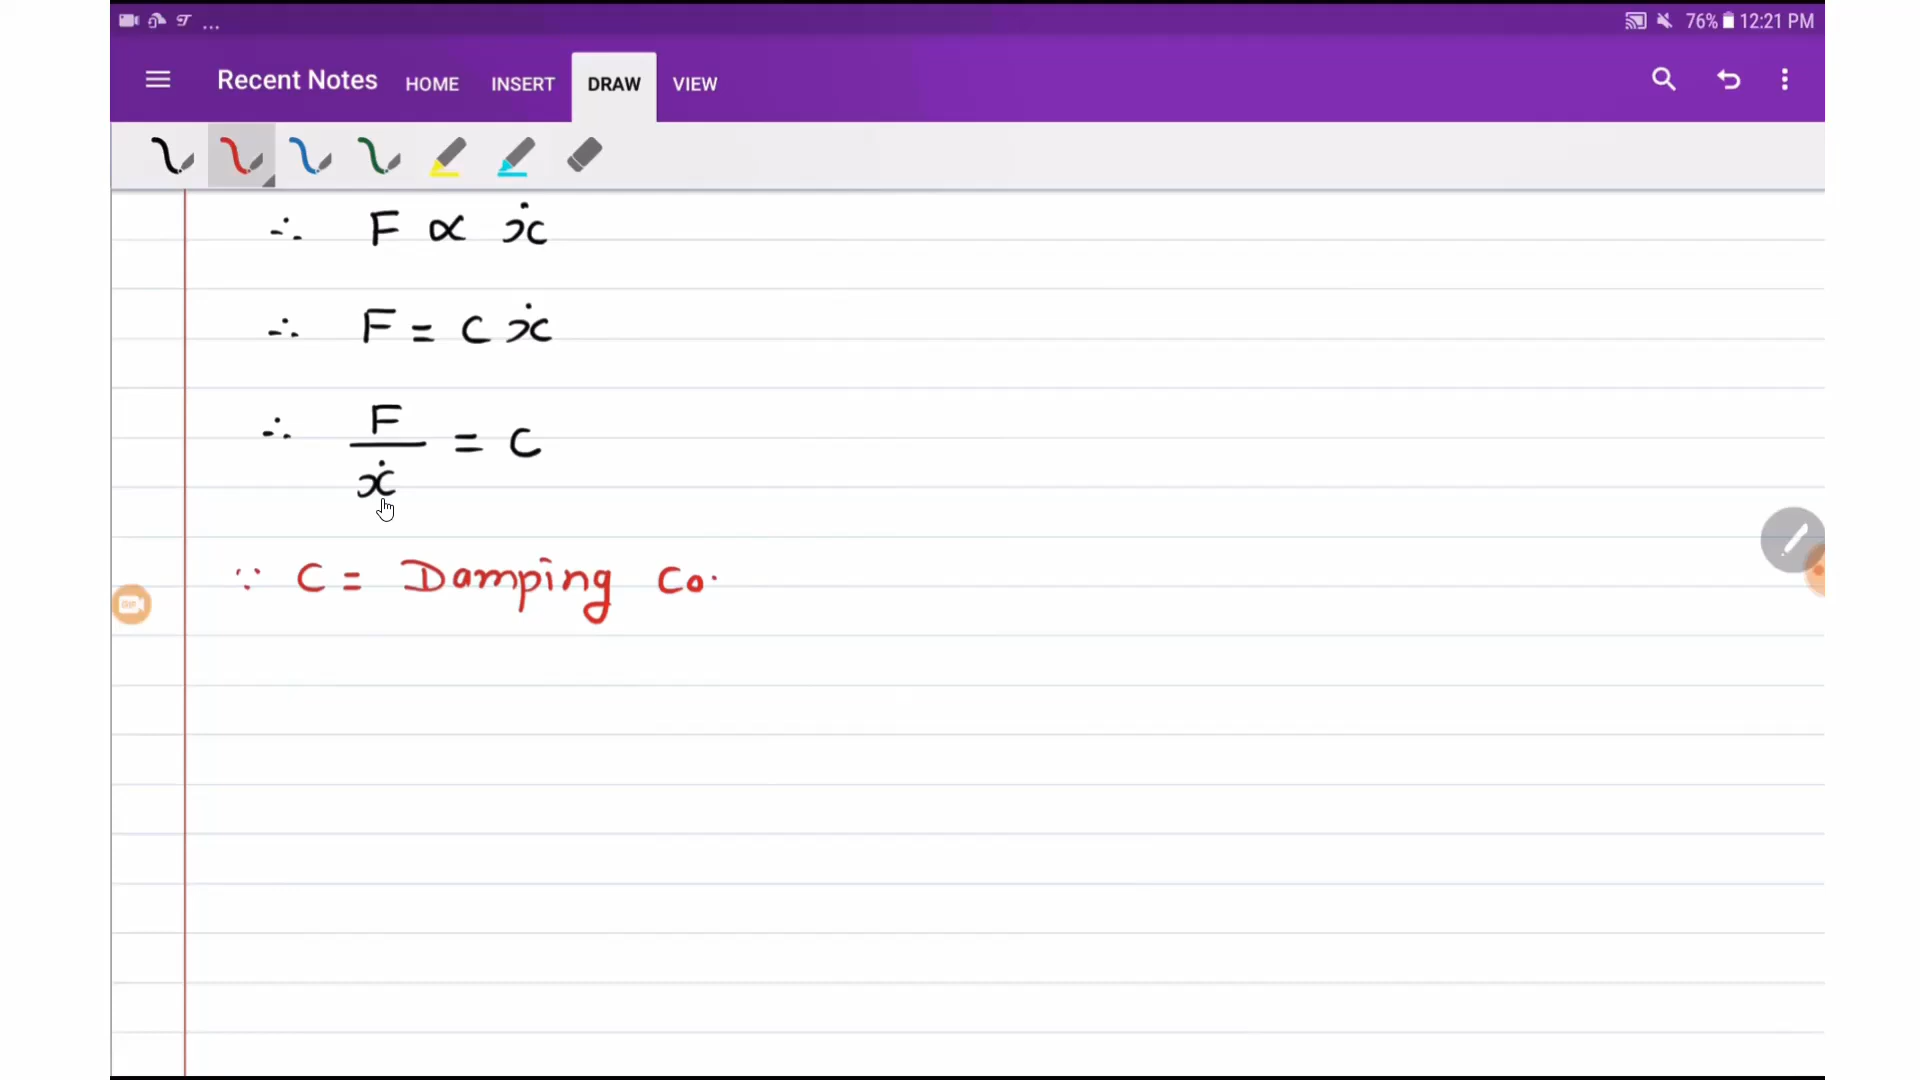 ... 76% 12:21 PM
Recent Notes HOME INSERT DRAW VIEW
∴ F ∝ ẋ
∴ F = C ẋ
∴ F/ẋ = C
∵ C = Damping Co